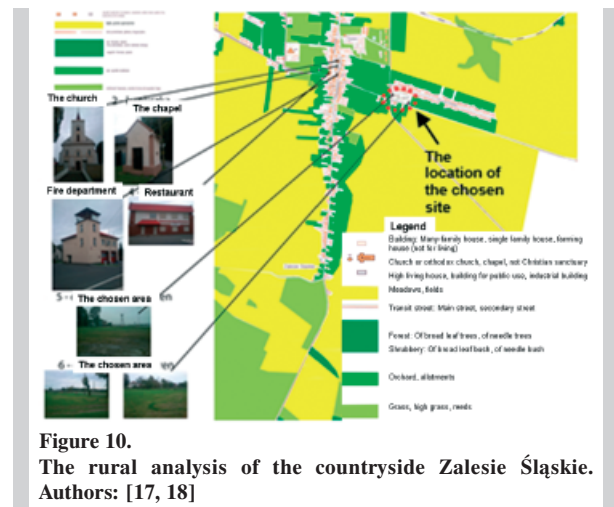 The church
The chapel
Fire department
Restaurant
The chosen area
The chosen area
The
location of
the chosen
site
Legend
Building: Many-family house, single family house, farming
house (not for living)
Church or orthodox church, chapel, not Christian sanctuary
High living house, building for public use, industrial building
Meadows, fields
Transit street: Main street, secondary street
Forest: Of bread leaf trees, of needle trees
Shrubbery: Of bread leaf bush, of needle bush
Orchard, allotments
Grass, high grass, reeds
Figure 10.
The rural analysis of the countryside Zalesie Śląskie.
Authors: [17, 18]